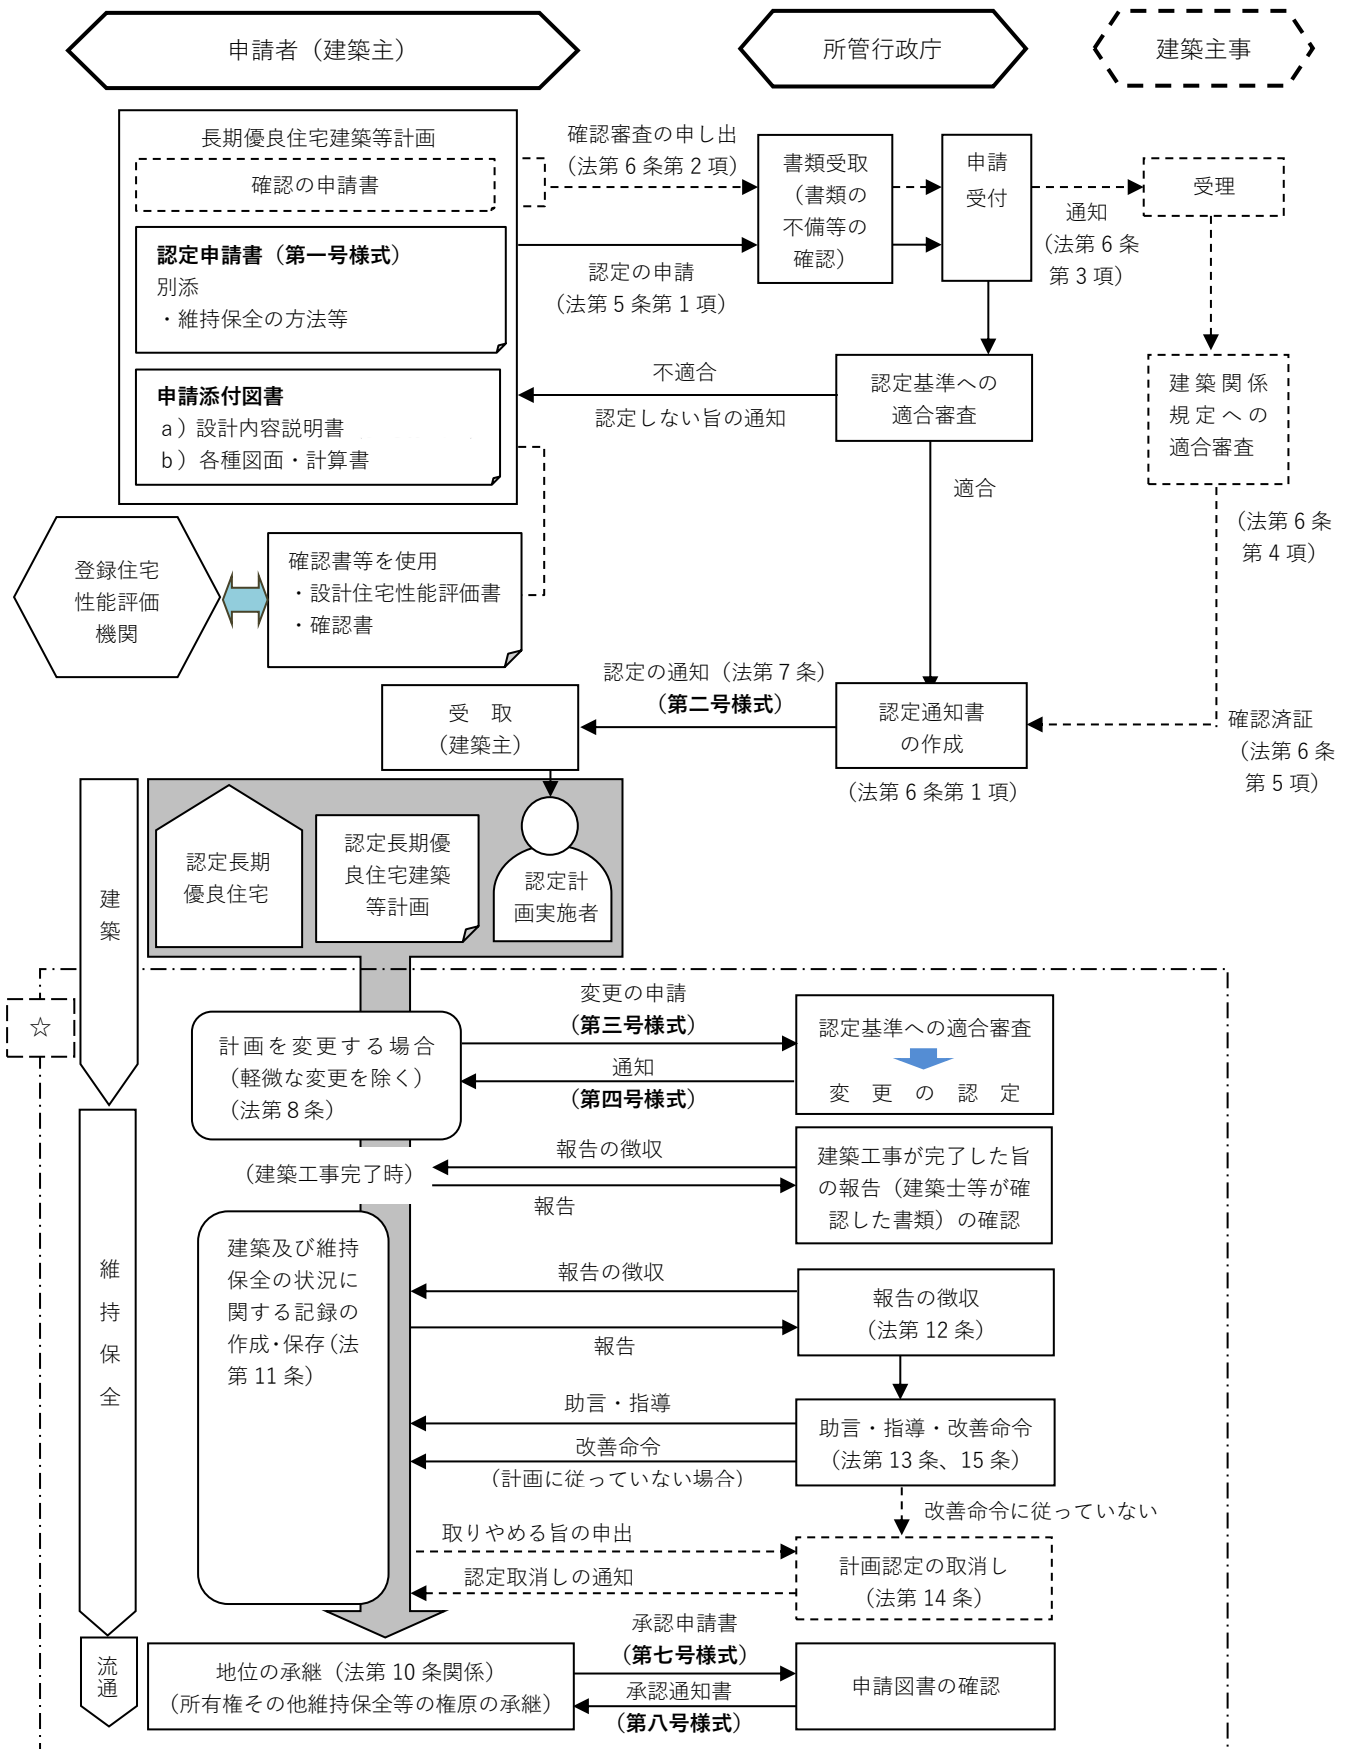 申請者（建築主）
所管行政庁
建築主事
長期優良住宅建築等計画
確認の申請書
認定申請書（第一号様式）
別添
・維持保全の方法等
申請添付図書
a）設計内容説明書
b）各種図面・計算書
確認審査の申し出
（法第6条第2項）
認定の申請
（法第5条第1項）
書類受取
（書類の
不備等の
確認）
申請
受付
通知
（法第6条
第3項）
受理
不適合
認定しない旨の通知
認定基準への
適合審査
建築関係
規定への
適合審査
適合
（法第6条
第4項）
登録住宅
性能評価
機関
確認書等を使用
・設計住宅性能評価書
・確認書
認定の通知（法第7条）
（第二号様式）
受　取
（建築主）
認定通知書
の作成
（法第6条第1項）
確認済証
（法第6条
第5項）
建築
認定長期
優良住宅
認定長期優
良住宅建築
等計画
認定計
画実施者
☆
計画を変更する場合
（軽微な変更を除く）
（法第8条）
変更の申請
（第三号様式）
通知
（第四号様式）
認定基準への適合審査
変　更　の　認　定
（建築工事完了時）
報告の徴収
報告
建築工事が完了した旨
の報告（建築士等が確
認した書類）の確認
維持保全
建築及び維持
保全の状況に
関する記録の
作成・保存（法
第11条）
報告の徴収
報告
報告の徴収
（法第12条）
助言・指導
改善命令
（計画に従っていない場合）
助言・指導・改善命令
（法第13条、15条）
改善命令に従っていない
取りやめる旨の申出
認定取消しの通知
計画認定の取消し
（法第14条）
流通
地位の承継（法第10条関係）
（所有権その他維持保全等の権原の承継）
承認申請書
（第七号様式）
承認通知書
（第八号様式）
申請図書の確認